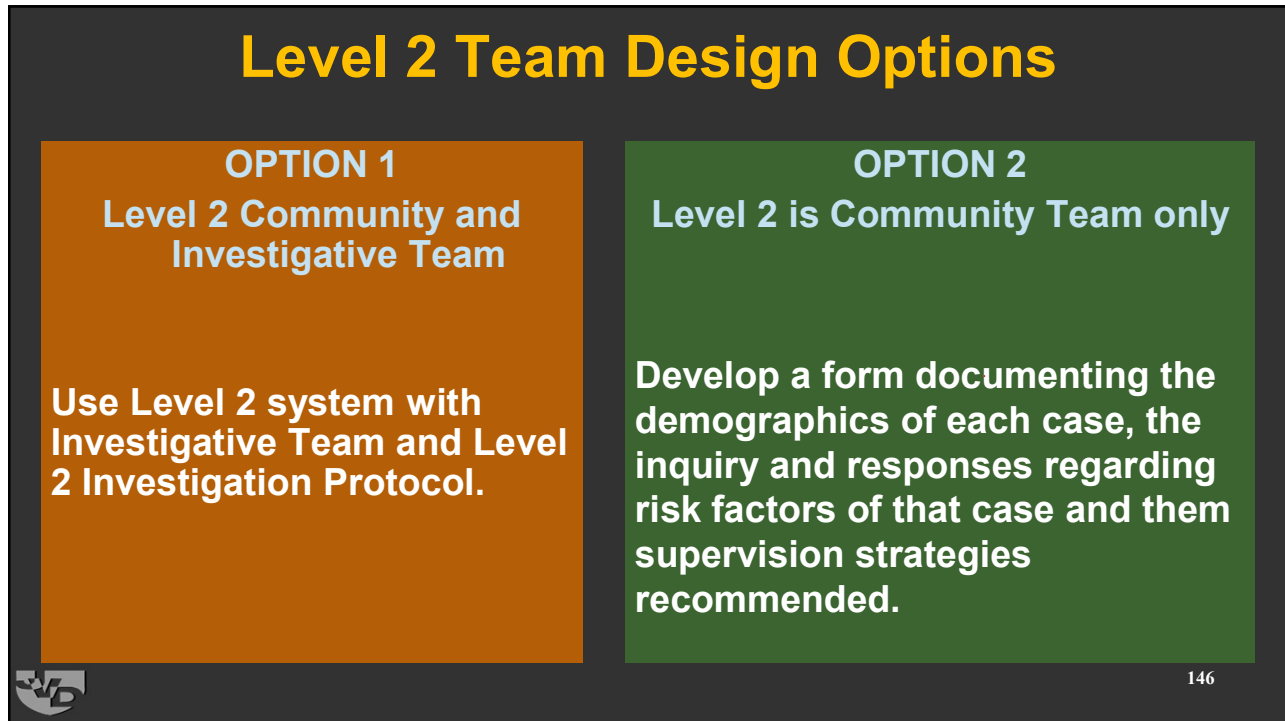 Level 2 Team Design Options
OPTION 1
Level 2 Community and
Investigative Team
Use Level 2 system with
Investigative Team and Level
2 Investigation Protocol.
OPTION 2
Level 2 is Community Team only
Develop a form documenting the
demographics of each case, the
inquiry and responses regarding
risk factors of that case and them
supervision strategies
recommended.
146